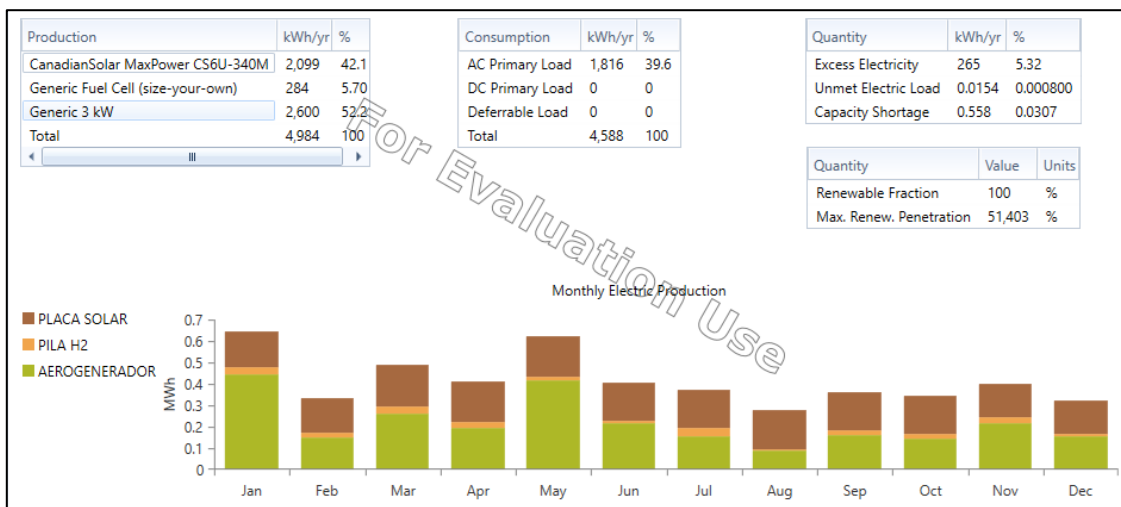 Production kWh/yr %
CanadianSolar MaxPower CS6U-340M 2,099 42.1
Generic Fuel Cell (size-your-own) 284 5.70
Generic 3 kW 2,600 52.2
Total 4,984 100
Consumption kWh/yr %
AC Primary Load 1,816 39.6
DC Primary Load 0 0
Deferrable Load 0 0
Total 4,588 100
Quantity kWh/yr %
Excess Electricity 265 5.32
Unmet Electric Load 0.0154 0.000800
Capacity Shortage 0.558 0.0307
Quantity Value Units
Renewable Fraction 100 %
Max. Renew. Penetration 51,403 %
For Evaluation Use
Monthly Electric Production
PLACA SOLAR
PILA H2
AEROGENERADOR
MWh
0.7
0.6
0.5
0.4
0.3
0.2
0.1
0
Jan Feb Mar Apr May Jun Jul Aug Sep Oct Nov Dec